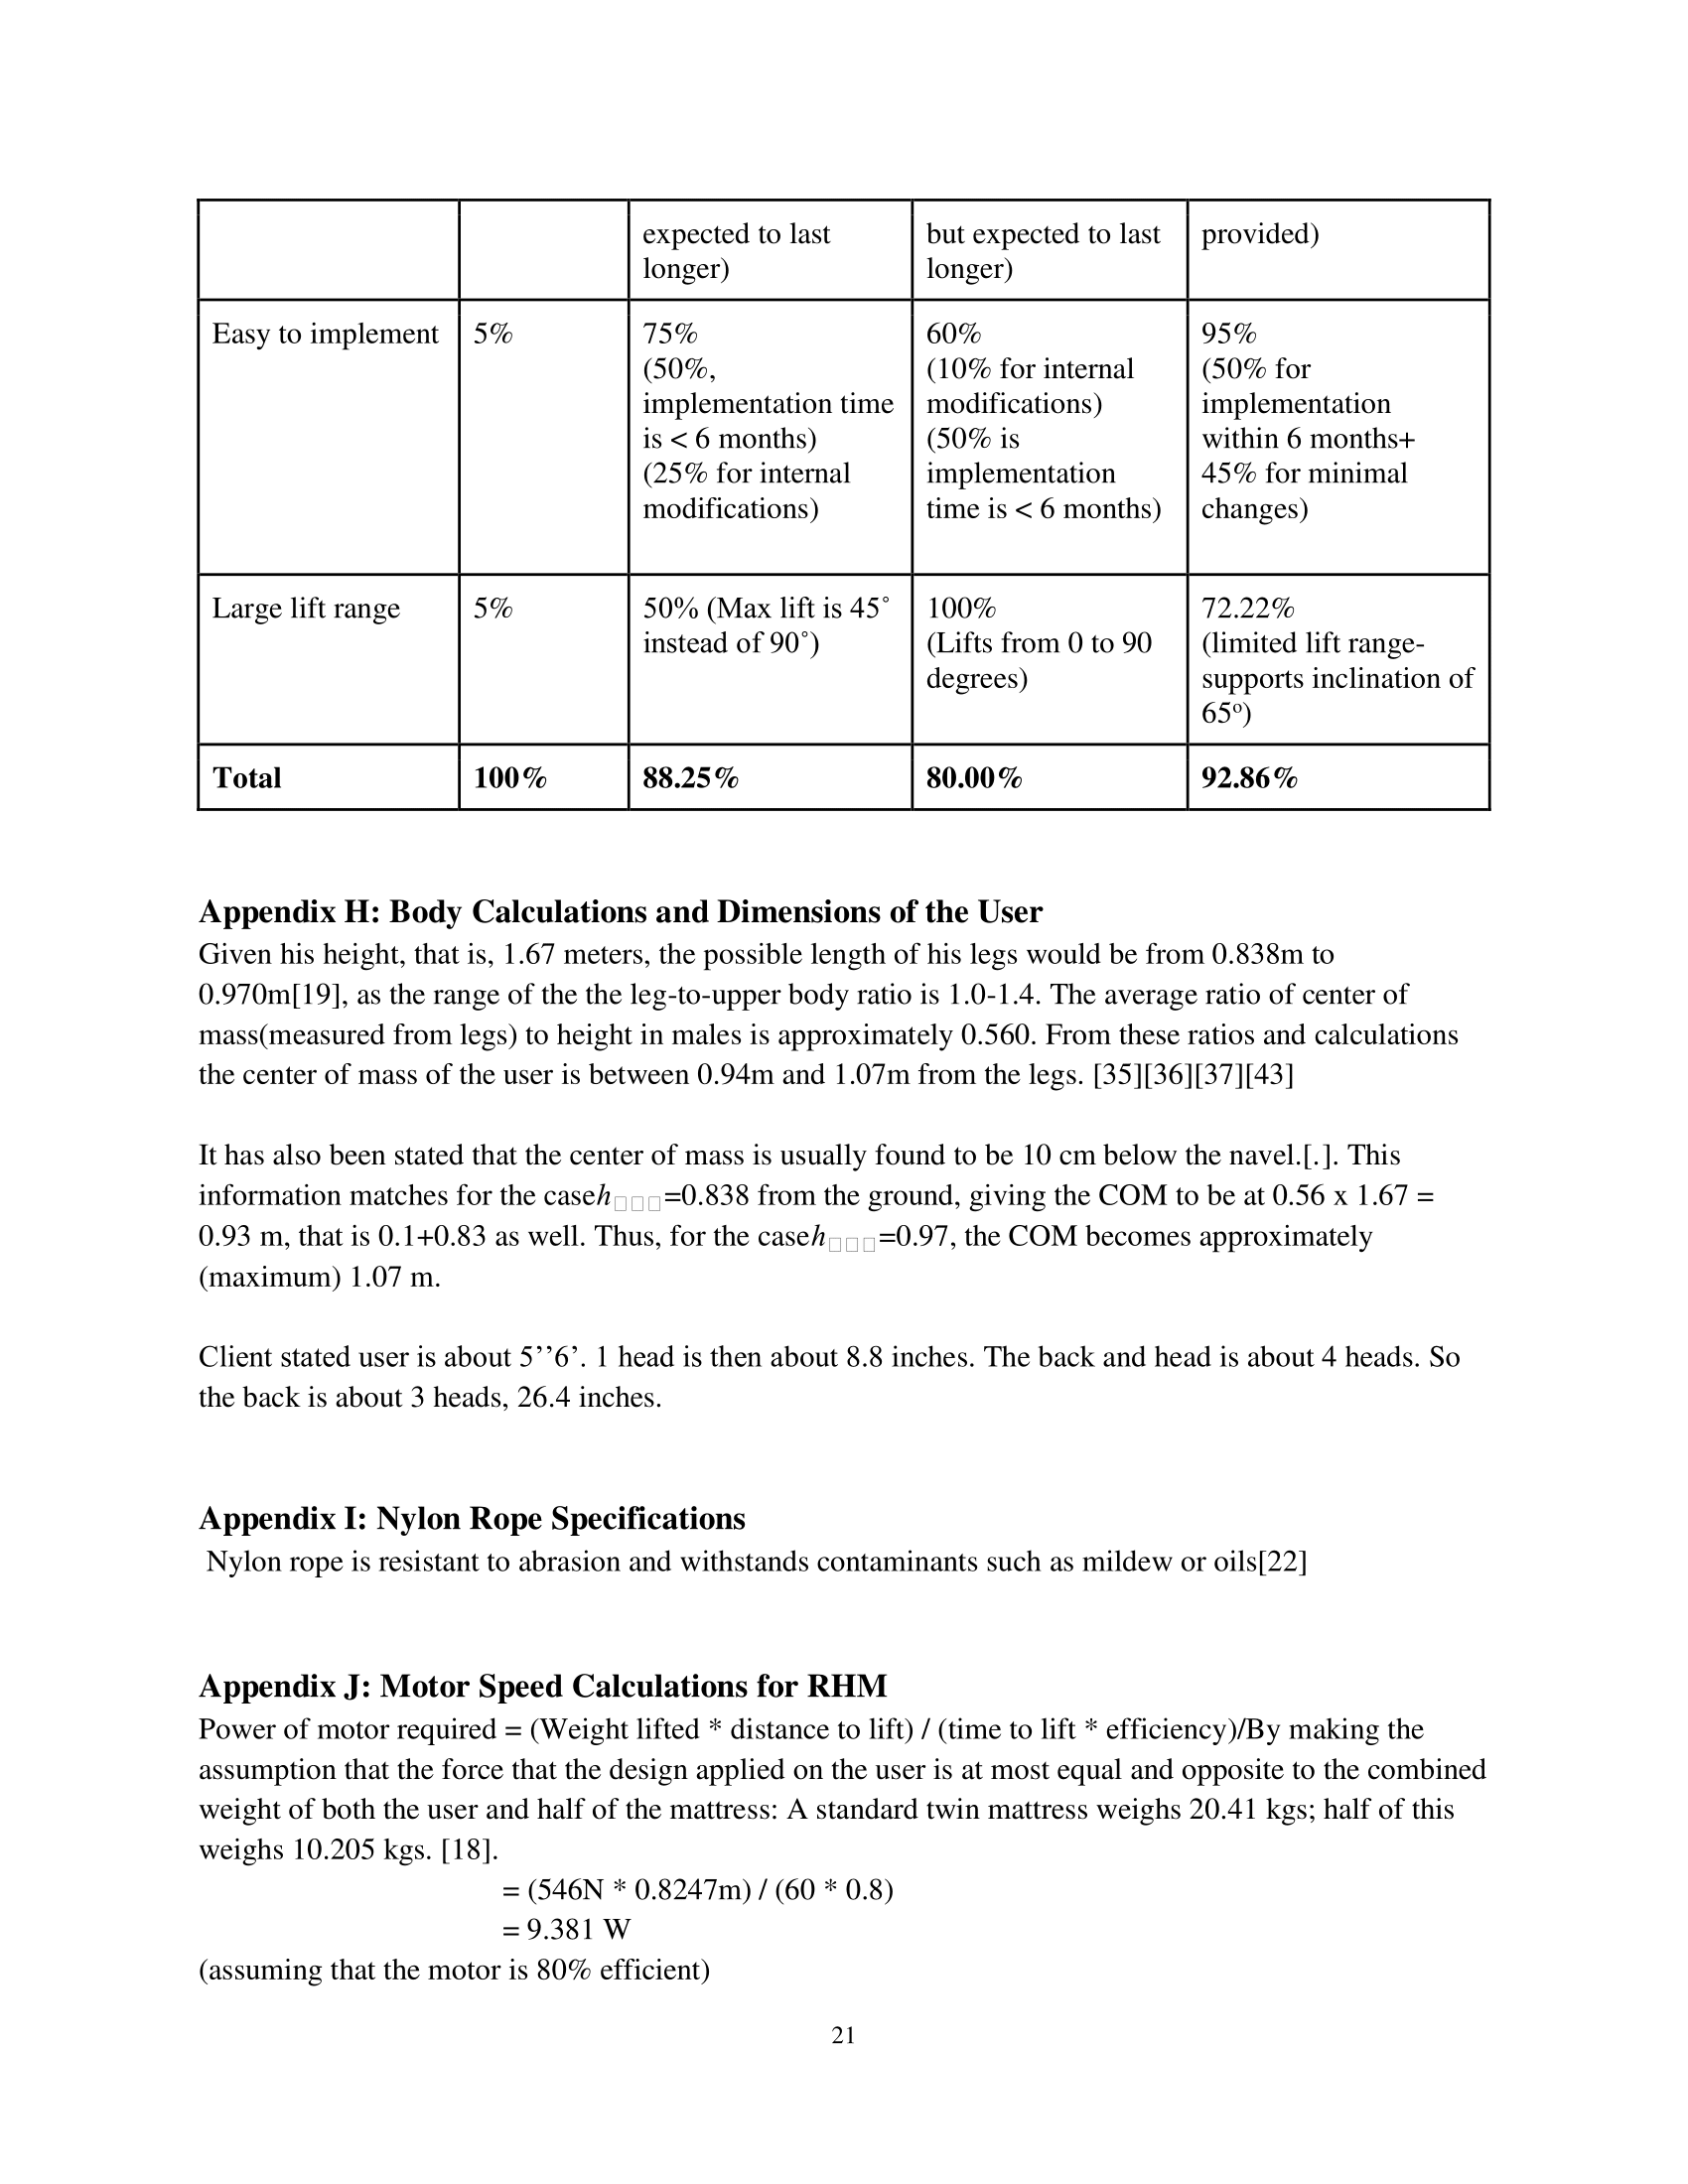 expected to last
longer)
but expected to last
longer)
provided)
Easy to implement
5%
75%
(50%,
implementation time
is < 6 months)
(25% for internal
modifications)
60%
(10% for internal
modifications)
(50% is
implementation
time is < 6 months)
95%
(50% for
implementation
within 6 months+
45% for minimal
changes)
Large lift range
5%
50% (Max lift is 45˚
instead of 90˚)
100%
(Lifts from 0 to 90
degrees)
72.22%
(limited lift range-
supports inclination of
65º)
Total
100%
88.25%
80.00%
92.86%
Appendix H: Body Calculations and Dimensions of the User
Given his height, that is, 1.67 meters, the possible length of his legs would be from 0.838m to
0.970m[19], as the range of the the leg-to-upper body ratio is 1.0-1.4. The average ratio of center of
mass(measured from legs) to height in males is approximately 0.560. From these ratios and calculations
the center of mass of the user is between 0.94m and 1.07m from the legs. [35][36][37][43]
It has also been stated that the center of mass is usually found to be 10 cm below the navel.[.]. This
information matches for the caseh□□□=0.838 from the ground, giving the COM to be at 0.56 x 1.67 =
0.93 m, that is 0.1+0.83 as well. Thus, for the caseh□□□=0.97, the COM becomes approximately
(maximum) 1.07 m.
Client stated user is about 5’’6’. 1 head is then about 8.8 inches. The back and head is about 4 heads. So
the back is about 3 heads, 26.4 inches.
Appendix I: Nylon Rope Specifications
Nylon rope is resistant to abrasion and withstands contaminants such as mildew or oils[22]
Appendix J: Motor Speed Calculations for RHM
Power of motor required = (Weight lifted * distance to lift) / (time to lift * efficiency)/By making the
assumption that the force that the design applied on the user is at most equal and opposite to the combined
weight of both the user and half of the mattress: A standard twin mattress weighs 20.41 kgs; half of this
weighs 10.205 kgs. [18].
= (546N * 0.8247m) / (60 * 0.8)
= 9.381 W
(assuming that the motor is 80% efficient)
21